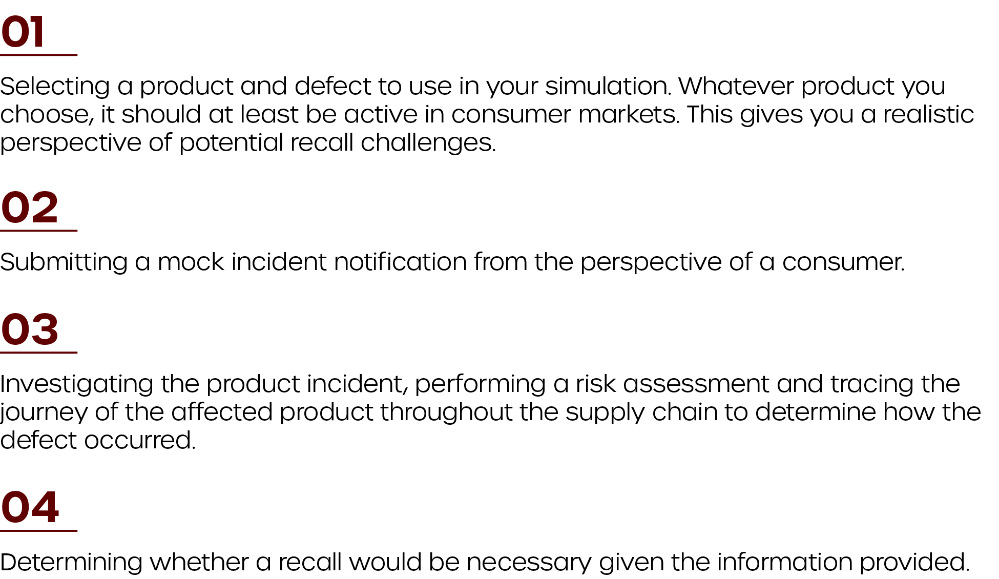 01
Selecting a product and defect to use in your simulation. Whatever product you
choose, it should at least be active in consumer markets. This gives you a realistic
perspective of potential recall challenges.
02
Submitting a mock incident notification from the perspective of a consumer.
03
Investigating the product incident, performing a risk assessment and tracing the
journey of the affected product throughout the supply chain to determine how the
defect occurred.
04
Determining whether a recall would be necessary given the information provided.